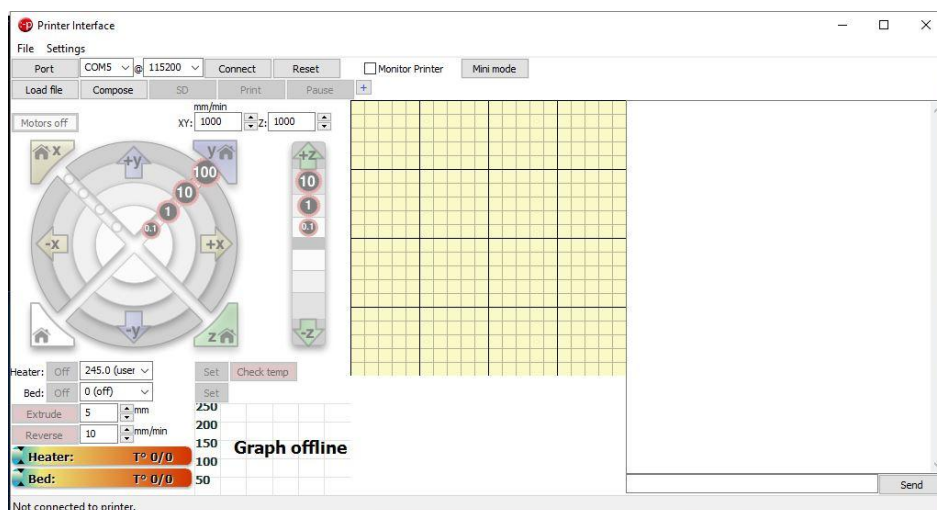 Printer Interface
File Settings
Port COM5 @ 115200 Connect Reset Monitor Printer Mini mode
Load file Compose SD Print Pause +
mm/min
Motors off XY: 1000 Z: 1000
x y +z
+y 100 10
10 1
1 0.1
0.1
-x +x
-y z -z
Heater: Off 245.0 (user Set Check temp
Bed: Off 0 (off) Set
Extrude 5 mm
Reverse 10 mm/min
250
200
150 Graph offline
100
50
Heater: T° 0/0
Bed: T° 0/0
Send
Not connected to printer.